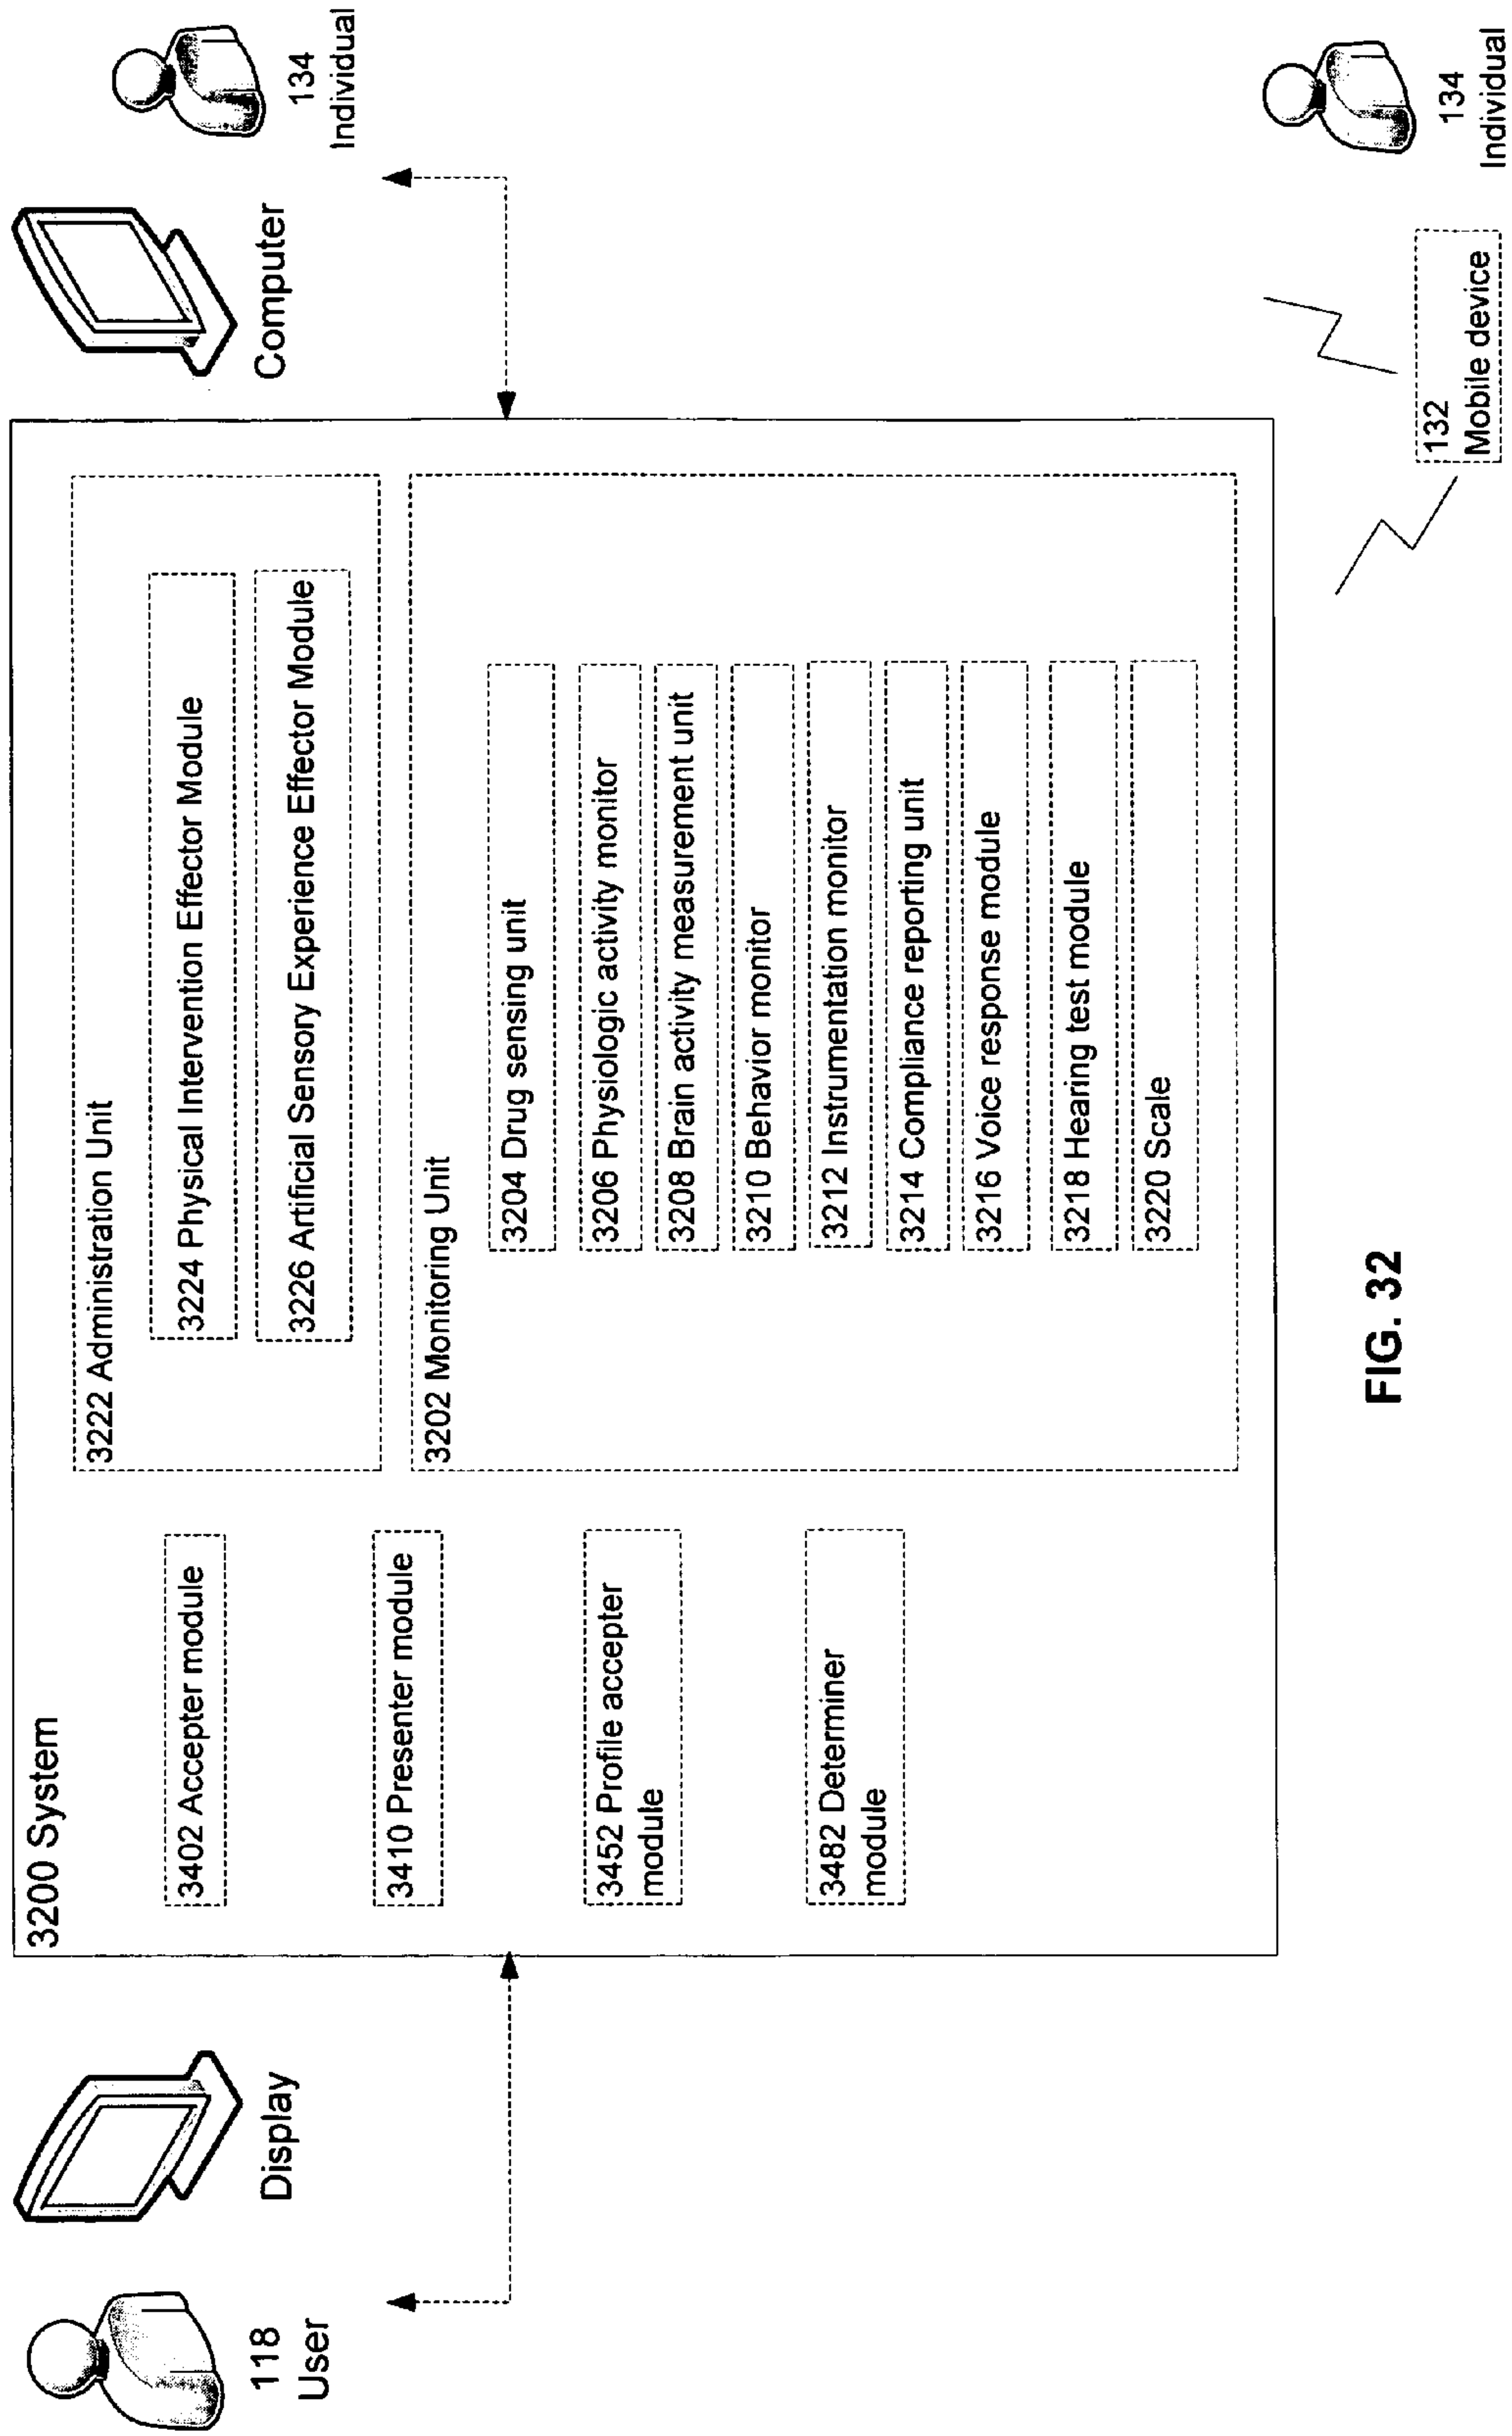 118
User
Display
3200 System
3402 Accepter module
3410 Presenter module
3452 Profile accepter
module
3482 Determiner
module
3222 Administration Unit
3224 Physical Intervention Effector Module
3226 Artificial Sensory Experience Effector Module
3202 Monitoring Unit
3204 Drug sensing unit
3206 Physiologic activity monitor
3208 Brain activity measurement unit
3210 Behavior monitor
3212 Instrumentation monitor
3214 Compliance reporting unit
3216 Voice response module
3218 Hearing test module
3220 Scale
Computer
134
Individual
132
Mobile device
134
Individual
FIG. 32